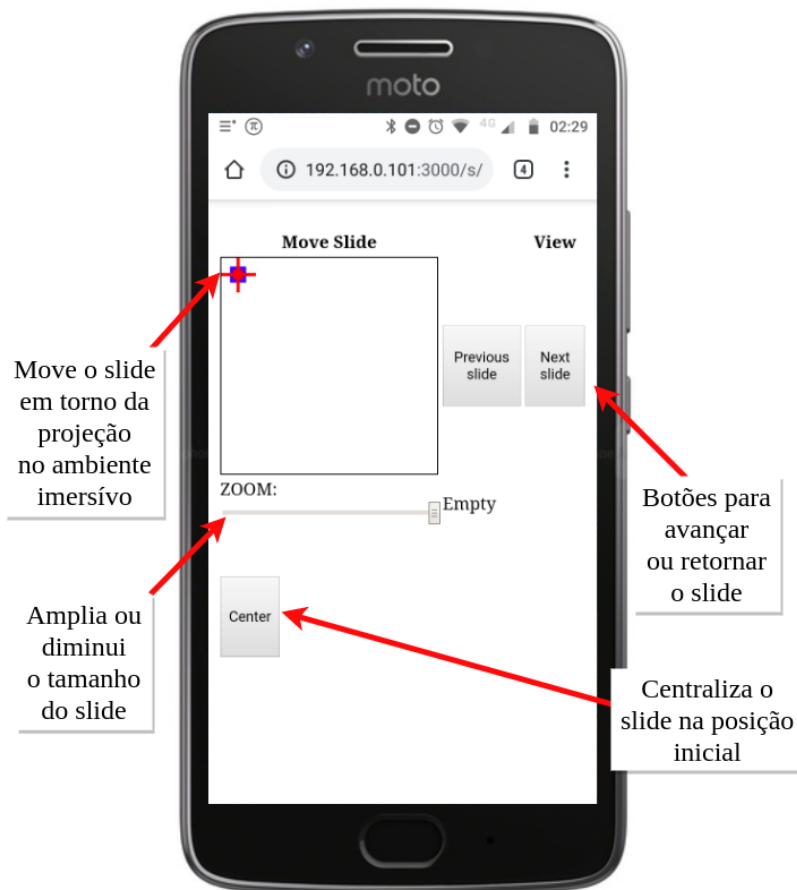 moto
4G 02:29
192.168.0.101:3000/s/ 4
Move Slide View
Previous
slide
Next
slide
ZOOM:
Empty
Center
Move o slide
em torno da
projeção
no ambiente
imersívo
Amplia ou
diminui
o tamanho
do slide
Botões para
avançar
ou retornar
o slide
Centraliza o
slide na posição
inicial